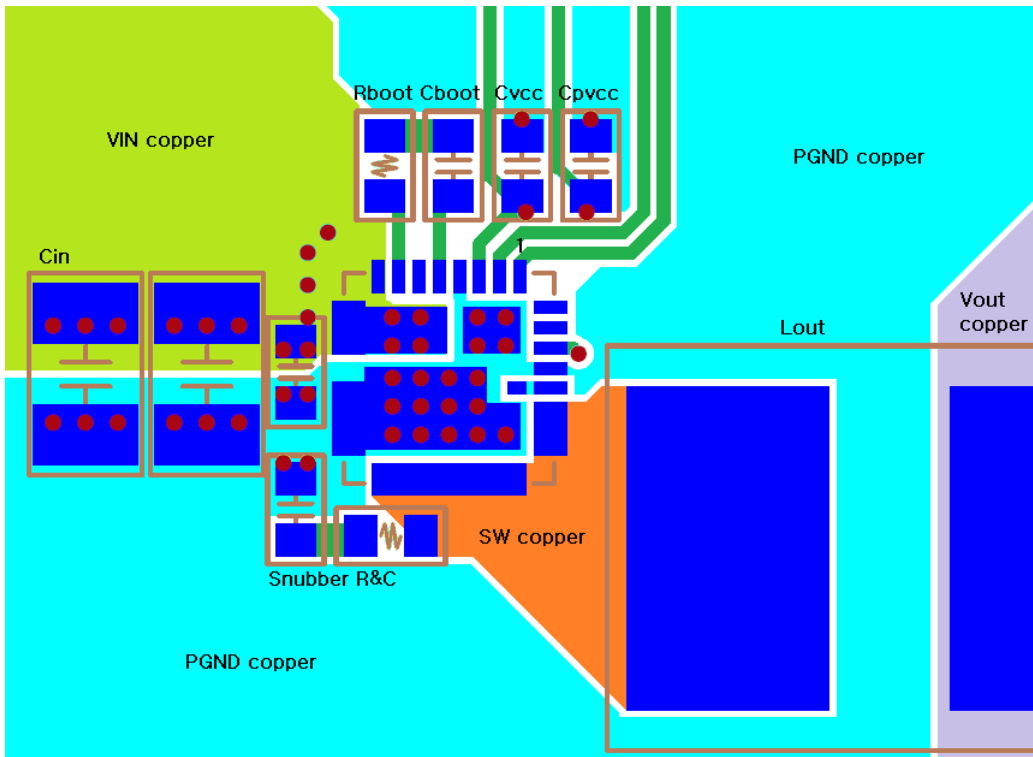 Rboot Cboot Cvcc Cpvcc
VIN copper
PGND copper
1
Cin
Vout
copper
Lout
SW copper
Snubber R&C
PGND copper